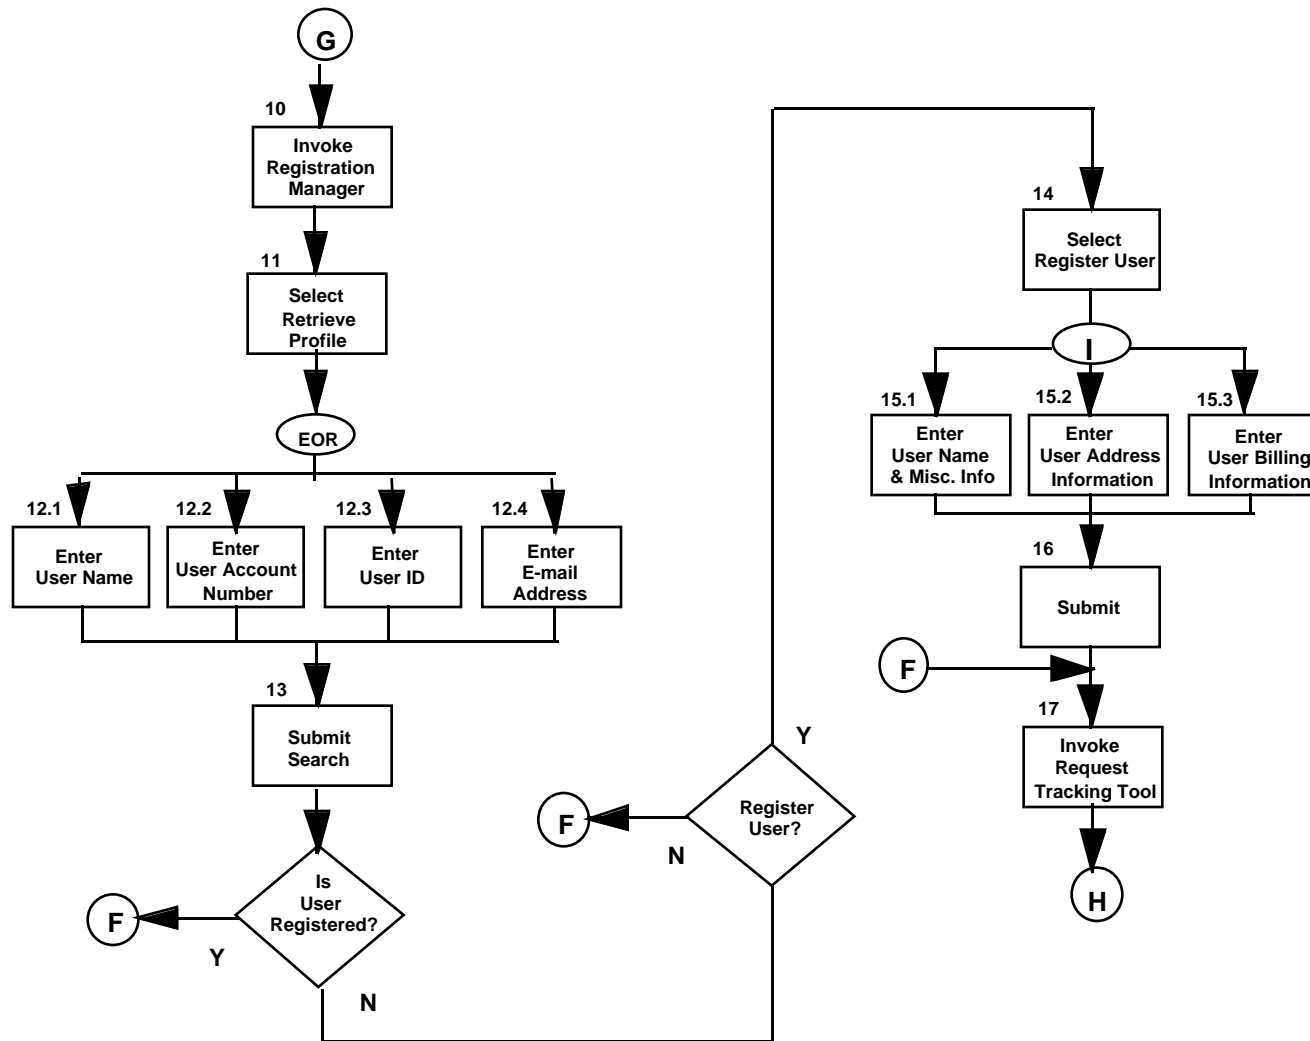 G
10
Invoke
Registration
Manager
11
Select
Retrieve
Profile
EOR
12.1
Enter
User Name
12.2
Enter
User Account
Number
12.3
Enter
User ID
12.4
Enter
E-mail
Address
13
Submit
Search
Is
User
Registered?
Y
F
N
Register
User?
N
F
Y
14
Select
Register User
I
15.1
Enter
User Name
& Misc. Info
15.2
Enter
User Address
Information
15.3
Enter
User Billing
Information
16
Submit
F
17
Invoke
Request
Tracking Tool
H